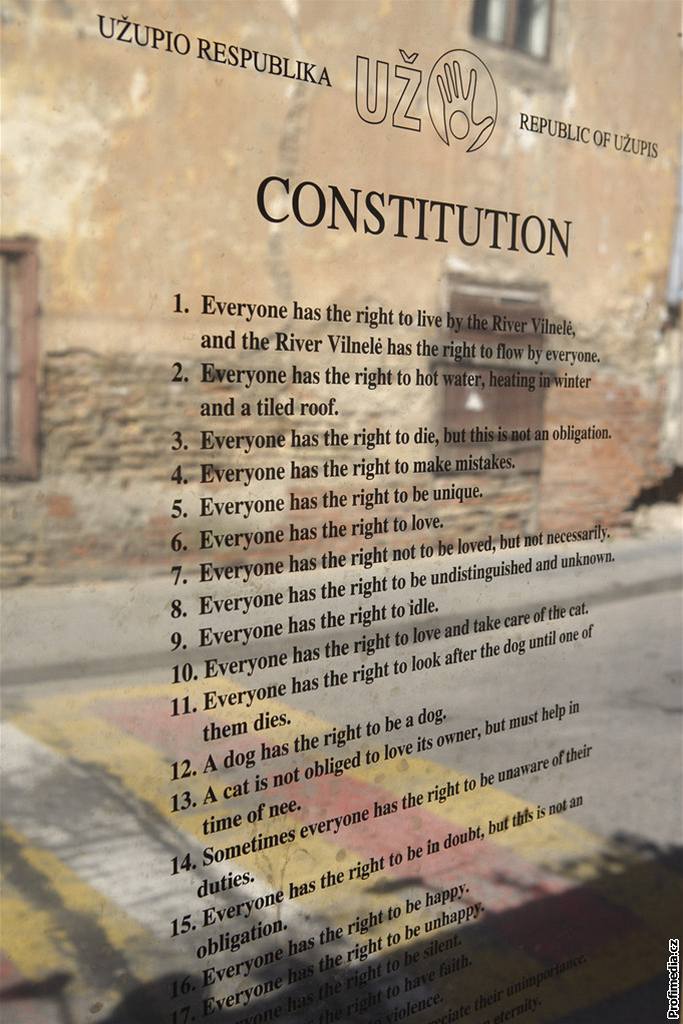 UŽUPIO RESPUBLIKA
UŽ
REPUBLIC OF UŽUPIS
CONSTITUTION
1. Everyone has the right to live by the River Vilnelė,
and the River Vilnelė has the right to flow by everyone.
2. Everyone has the right to hot water, heating in winter
and a tiled roof.
3. Everyone has the right to die, but this is not an obligation.
4. Everyone has the right to make mistakes.
5. Everyone has the right to be unique.
6. Everyone has the right to love.
7. Everyone has the right not to be loved, but not necessarily.
8. Everyone has the right to be undistinguished and unknown.
9. Everyone has the right to idle.
10. Everyone has the right to love and take care of the cat.
11. Everyone has the right to look after the dog until one of
them dies.
12. A dog has the right to be a dog.
13. A cat is not obliged to love its owner, but must help in
time of nee.
14. Sometimes everyone has the right to be unaware of their
duties.
15. Everyone has the right to be in doubt, but this is not an
obligation.
16. Everyone has the right to be happy.
17. Everyone has the right to be unhappy.
one has the right to be silent.
the right to have faith.
violence.
their unimportance.
eternity.
Profimedia.cz